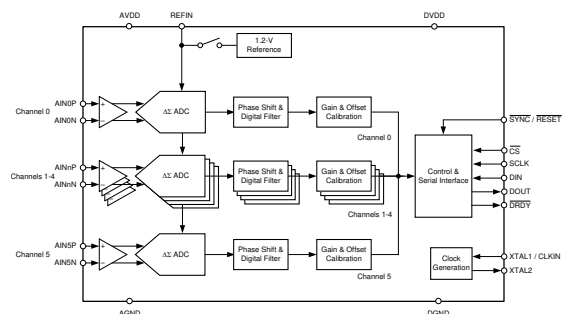 AVDD REFIN DVDD
1.2-V
Reference
AIN0P
Channel 0
AIN0N
+
−
ΔΣ ADC
Phase Shift &
Digital Filter
Gain & Offset
Calibration
Channel 0
SYNC / RESET
AINnP
Channels 1-4
AINnN
+
−
ΔΣ ADC
Phase Shift &
Digital Filter
Gain & Offset
Calibration
Channels 1-4
Control &
Serial Interface
CS
SCLK
DIN
DOUT
DRDY
AIN5P
Channel 5
AIN5N
+
−
ΔΣ ADC
Phase Shift &
Digital Filter
Gain & Offset
Calibration
Channel 5
Clock
Generation
XTAL1 / CLKIN
XTAL2
AGND DGND